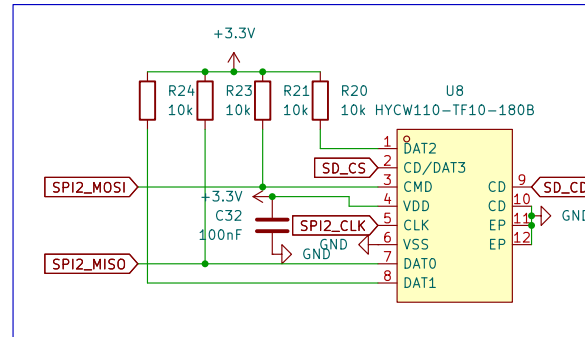 +3.3V
R24 R23 R21 R20 U8
10k 10k 10k 10k HYCW110-TF10-180B
1 DAT2
SD_CS 2 CD/DAT3
SPI2_MOSI 3 CMD CD 9 SD_CD
+3.3V 4 VDD CD 10
C32 SPI2_CLK 5 CLK EP 11 GND
100nF GND 6 VSS EP 12
GND
SPI2_MISO 7 DAT0
8 DAT1